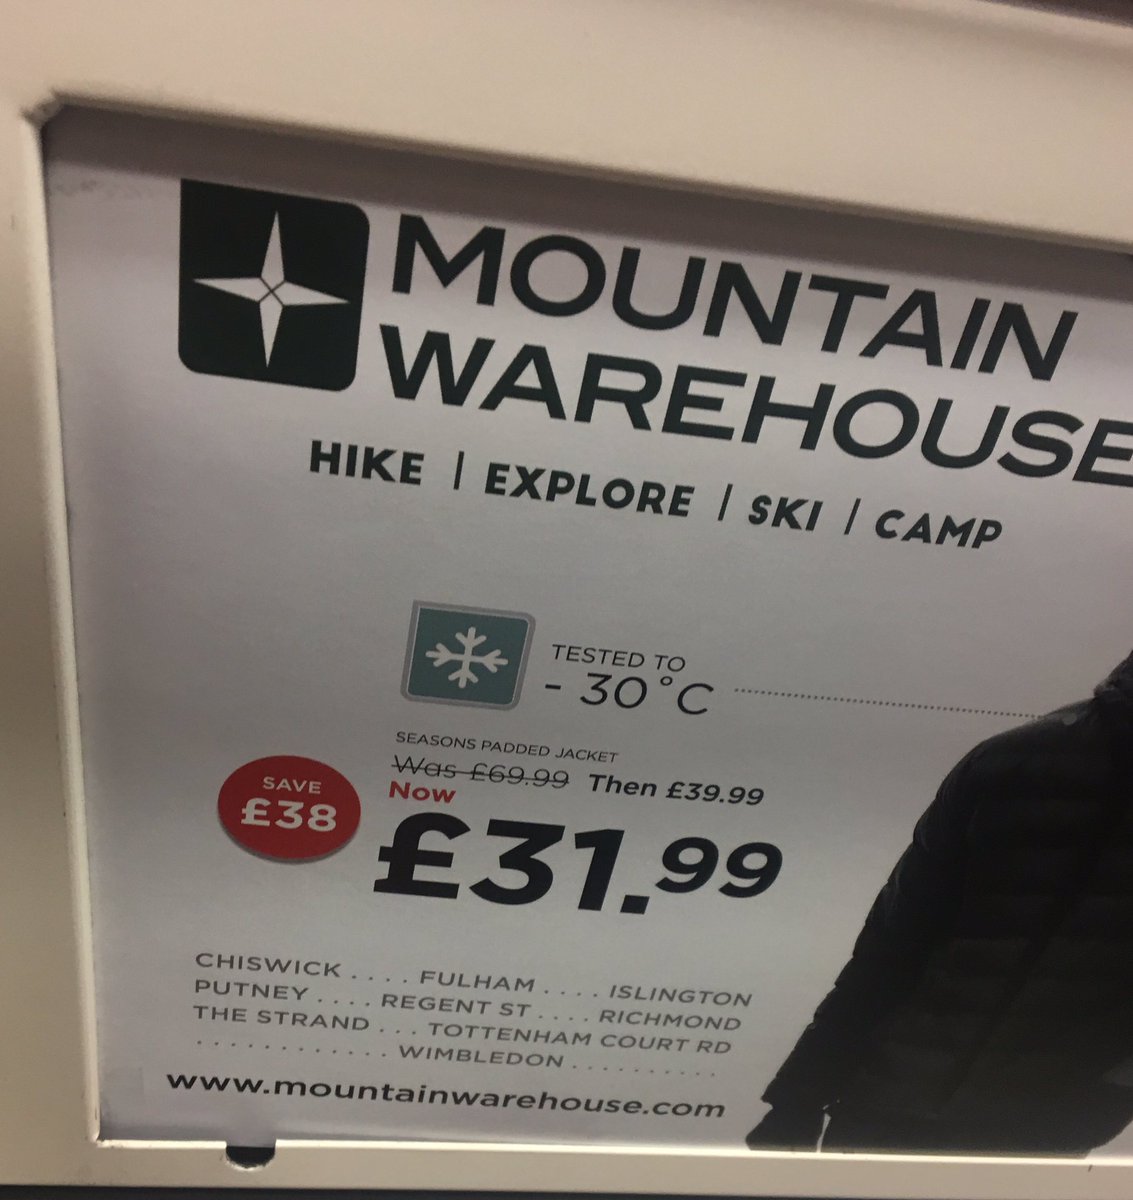 MOUNTAIN
WAREHOUSE
HIKE | EXPLORE | SKI | CAMP
TESTED TO
- 30°C
SEASONS PADDED JACKET
Was £69.99 Then £39.99
SAVE
£38
Now
£31.99
CHISWICK . . . . FULHAM . . . . ISLINGTON
PUTNEY . . . . REGENT ST . . . . RICHMOND
THE STRAND . . . TOTTENHAM COURT RD
. . . . . . . . . . . . WIMBLEDON . . . . . . . . . .
www.mountainwarehouse.com